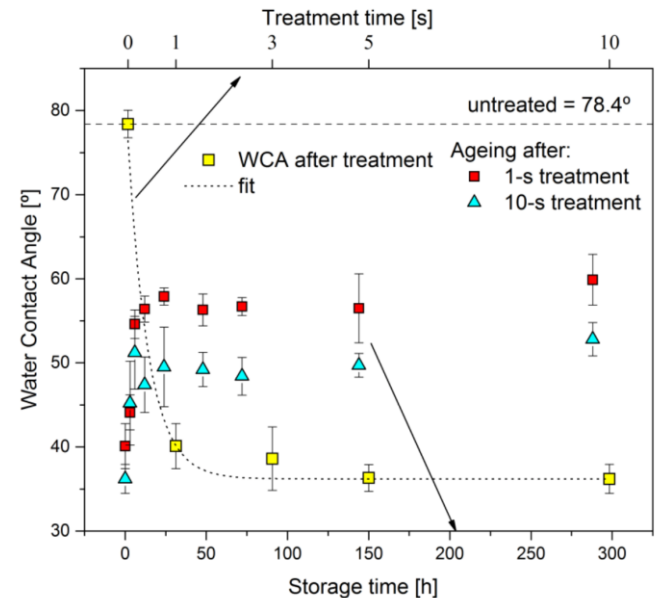 Treatment time [s]
0 1 3 5 10
untreated = 78.4º
WCA after treatment
fit
Ageing after:
1-s treatment
10-s treatment
Water Contact Angle [º]
80
70
60
50
40
30
0 50 100 150 200 250 300
Storage time [h]